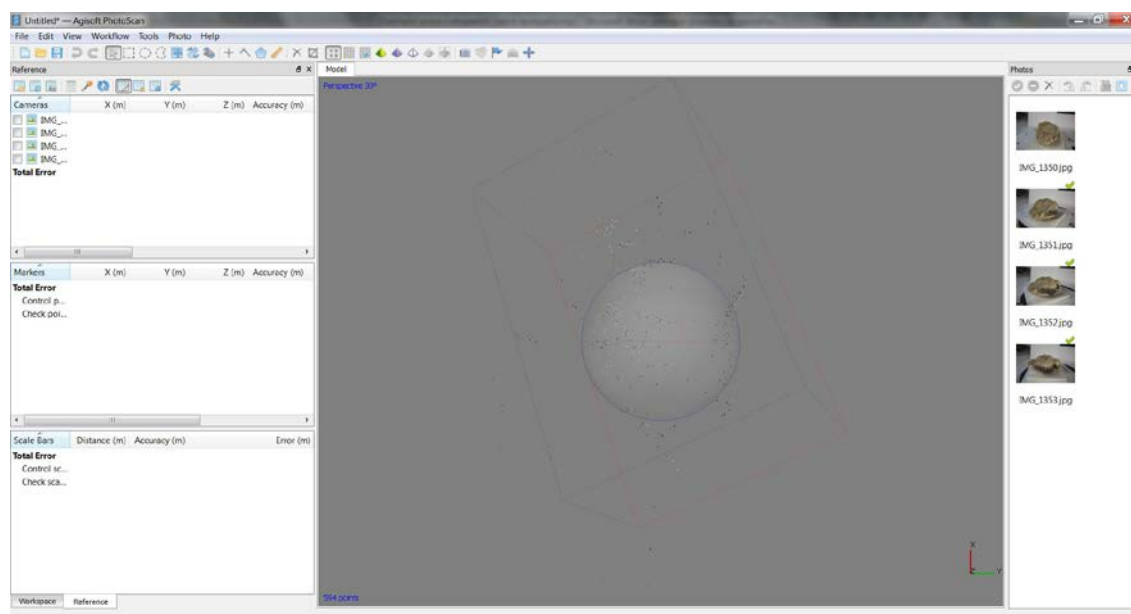 Untitled* — Agisoft PhotoScan
File Edit View Workflow Tools Photo Help
Reference
Cameras X (m) Y (m) Z (m) Accuracy (m)
IMG_...
IMG_...
IMG_...
IMG_...
Total Error
Markers X (m) Y (m) Z (m) Accuracy (m)
Total Error
Control p...
Check poi...
Scale Bars Distance (m) Accuracy (m) Error (m)
Total Error
Control sc...
Check sca...
Workspace Reference
Model
Perspective 30°
X
Z Y
594 points
Photos
IMG_1350.jpg
IMG_1351.jpg
IMG_1352.jpg
IMG_1353.jpg